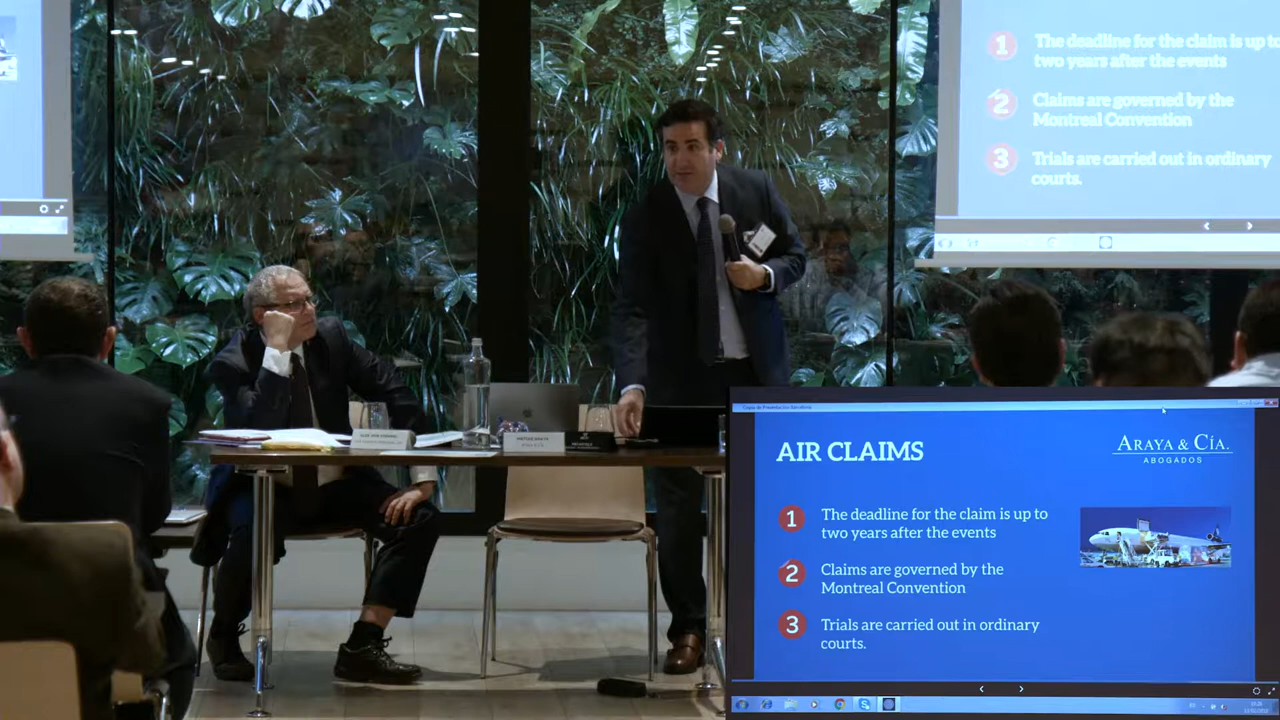 1
The deadline for the claim is up to
two years after the events
2
Claims are governed by the
Montreal Convention
3
Trials are carried out in ordinary
courts.
AIR CLAIMS
ARAYA & CÍA.
ABOGADOS
1
The deadline for the claim is up to
two years after the events
2
Claims are governed by the
Montreal Convention
3
Trials are carried out in ordinary
courts.